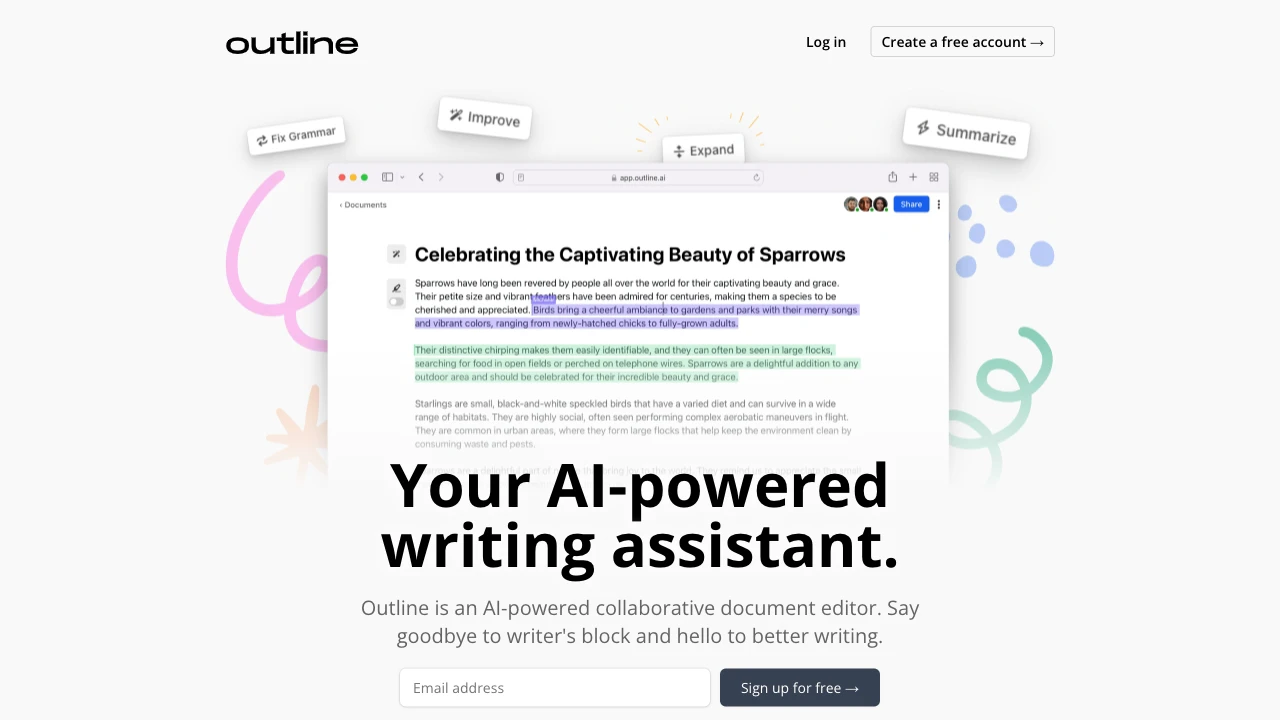 outline
Log in
Create a free account →
Fix Grammar
Improve
Expand
Summarize
app.outline.ai
‹ Documents
Share
Celebrating the Captivating Beauty of Sparrows
Sparrows have long been revered by people all over the world for their captivating beauty and grace.
Their petite size and vibrant feathers have been admired for centuries, making them a species to be
cherished and appreciated. Birds bring a cheerful ambiance to gardens and parks with their merry songs
and vibrant colors, ranging from newly-hatched chicks to fully-grown adults.
Their distinctive chirping makes them easily identifiable, and they can often be seen in large flocks,
searching for food in open fields or perched on telephone wires. Sparrows are a delightful addition to any
outdoor area and should be celebrated for their incredible beauty and grace.
Starlings are small, black-and-white speckled birds that have a varied diet and can survive in a wide
range of habitats. They are highly social, often seen performing complex aerobatic maneuvers in flight.
They are common in urban areas, where they form large flocks that help keep the environment clean by
consuming waste and pests.
Your AI-powered
writing assistant.
Outline is an AI-powered collaborative document editor. Say
goodbye to writer's block and hello to better writing.
Email address
Sign up for free →